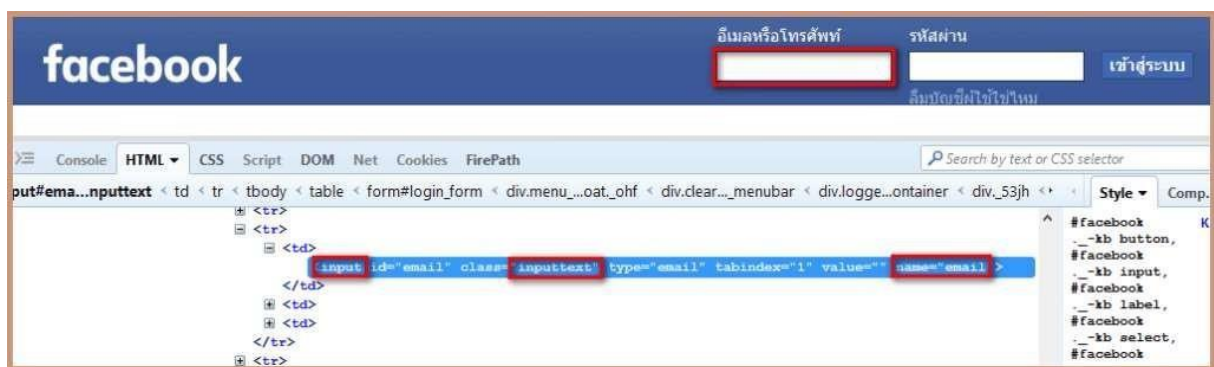 อีเมลหรือโทรศัพท์ รหัสผ่าน
facebook เข้าสู่ระบบ
ลืมบัญชีผู้ใช้ใช่ไหม
Console HTML CSS Script DOM Net Cookies FirePath Search by text or CSS selector
put#ema...nputtext < td < tr < tbody < table < form#login_form < div.menu_...oat._ohf < div.clear..._menubar < div.logge...ontainer < div._53jh < Style Comp.
<tr>
<tr>
<td>
<input id="email" class="inputtext" type="email" tabindex="1" value="" name="email">
</td>
<td>
<td>
</tr>
<tr>
#facebook K
._-kb button,
#facebook
._-kb input,
#facebook
._-kb label,
#facebook
._-kb select,
#facebook